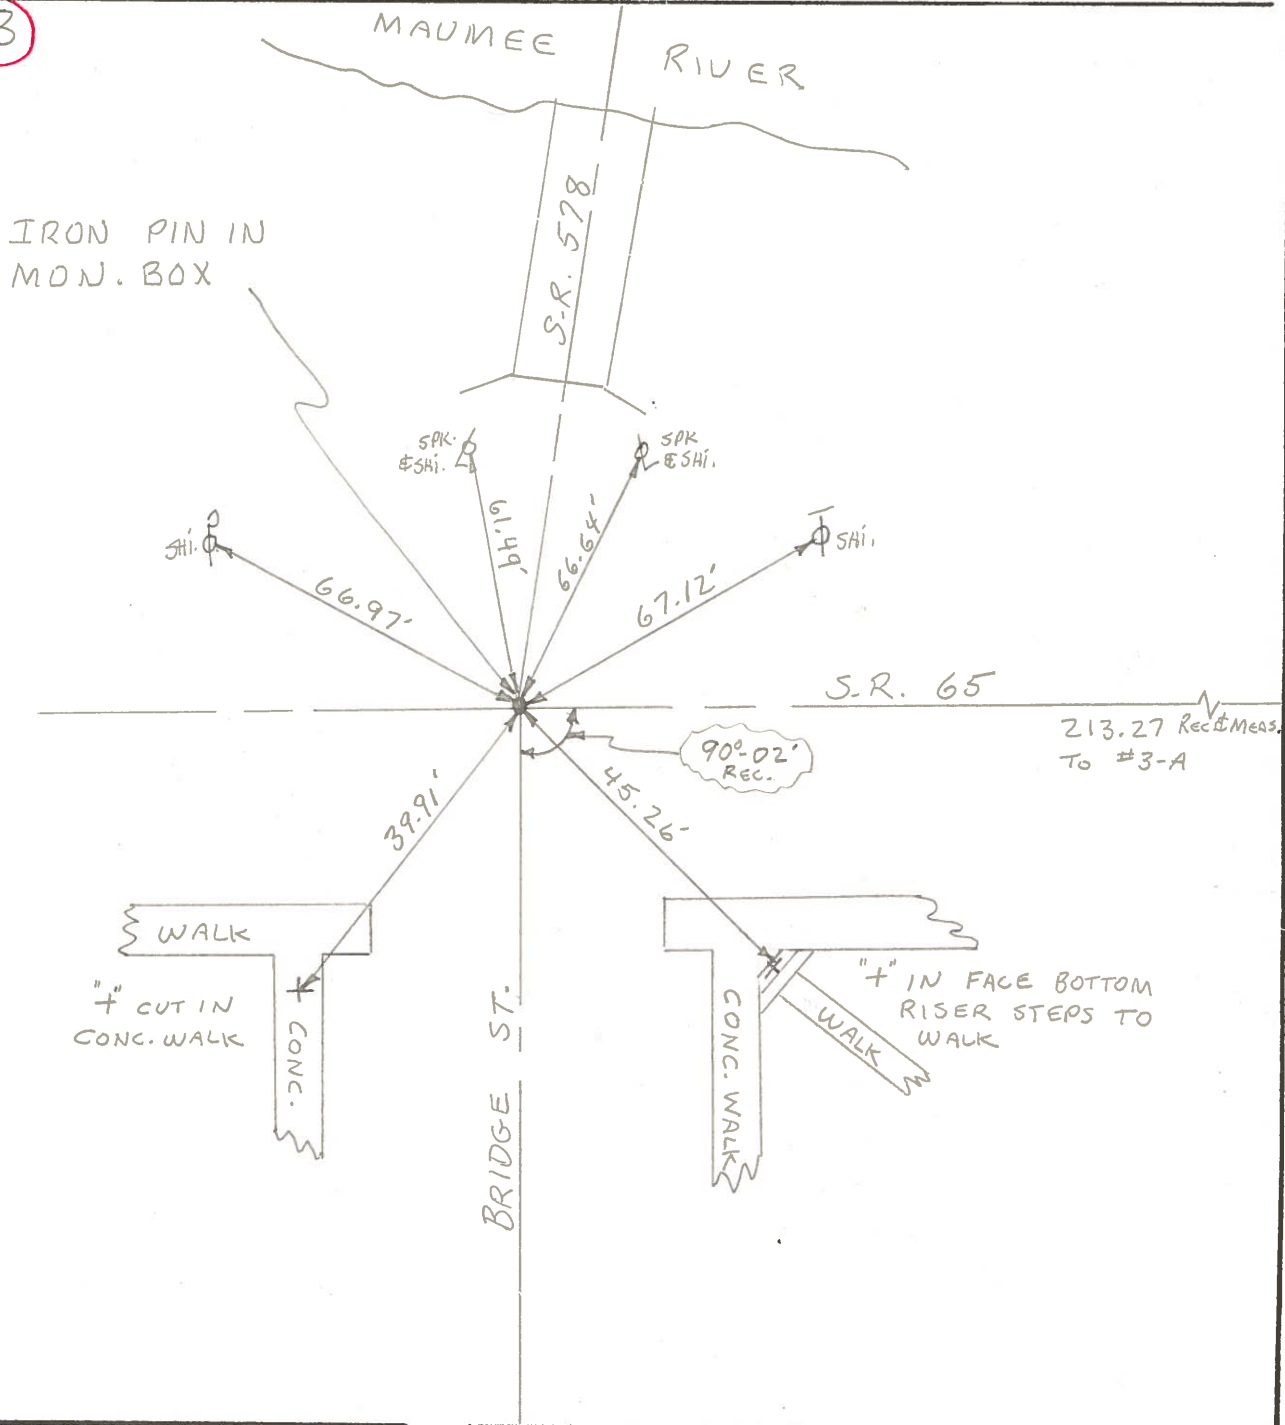 3
MAUMEE RIVER
S.R. 578
IRON PIN IN
MON. BOX
SPK.
& SHI.
SPK
& SHI.
SHI.
SHI.
66.97'
66.64'
67.12'
S.R. 65
213.27 REC & MEAS.
TO #3-A
90°-02'
REC.
39.91'
45.26'
WALK
"+" CUT IN
CONC. WALK
CONC.
BRIDGE ST.
CONC. WALK
WALK
"+" IN FACE BOTTOM
RISER STEPS TO
WALK